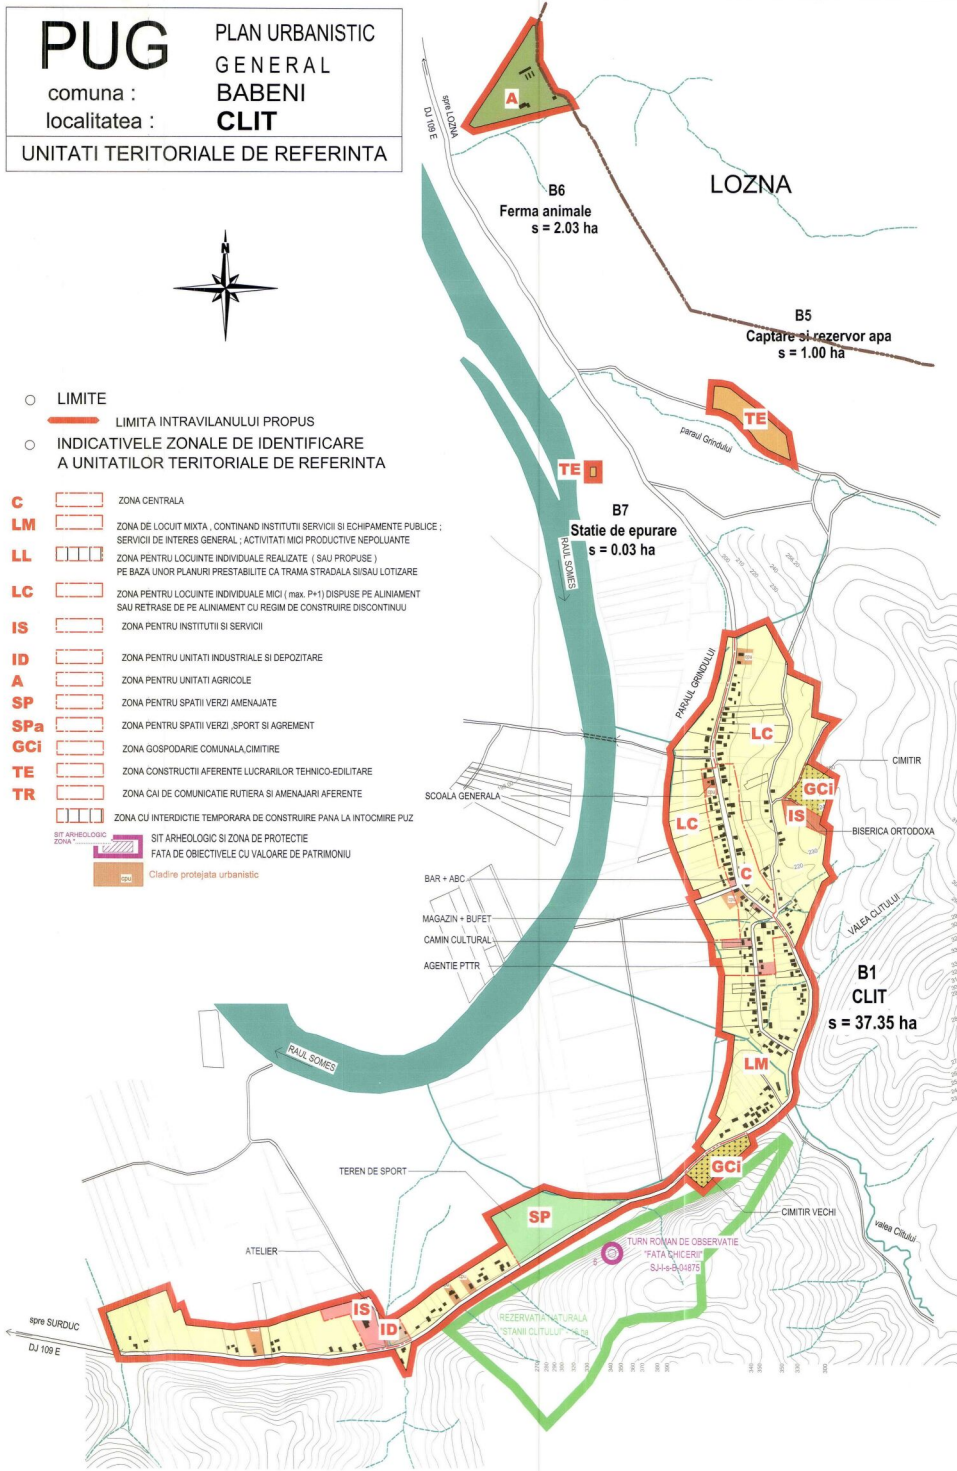 PUG
PLAN URBANISTIC
GENERAL
comuna : BABENI
localitatea : CLIT
UNITATI TERITORIALE DE REFERINTA
N
LIMITE
LIMITA INTRAVILANULUI PROPUS
INDICATIVELE ZONALE DE IDENTIFICARE
A UNITATILOR TERITORIALE DE REFERINTA
C ZONA CENTRALA
LM ZONA DE LOCUIT MIXTA , CONTINAND INSTITUTII SERVICII SI ECHIPAMENTE PUBLICE ;
SERVICII DE INTERES GENERAL ; ACTIVITATI MICI PRODUCTIVE NEPOLUANTE
LL ZONA PENTRU LOCUINTE INDIVIDUALE REALIZATE ( SAU PROPUSE )
PE BAZA UNOR PLANURI PRESTABILITE CA TRAMA STRADALA SI/SAU LOTIZARE
LC ZONA PENTRU LOCUINTE INDIVIDUALE MICI ( max. P+1) DISPUSE PE ALINIAMENT
SAU RETRASE DE PE ALINIAMENT CU REGIM DE CONSTRUIRE DISCONTINUU
IS ZONA PENTRU INSTITUTII SI SERVICII
ID ZONA PENTRU UNITATI INDUSTRIALE SI DEPOZITARE
A ZONA PENTRU UNITATI AGRICOLE
SP ZONA PENTRU SPATII VERZI AMENAJATE
SPa ZONA PENTRU SPATII VERZI ,SPORT SI AGREMENT
GCi ZONA GOSPODARIE COMUNALA,CIMITIRE
TE ZONA CONSTRUCTII AFERENTE LUCRARILOR TEHNICO-EDILITARE
TR ZONA CAI DE COMUNICATIE RUTIERA SI AMENAJARI AFERENTE
ZONA CU INTERDICTIE TEMPORARA DE CONSTRUIRE PANA LA INTOCMIRE PUZ
SIT ARHEOLOGIC
ZONA
SIT ARHEOLOGIC SI ZONA DE PROTECTIE
FATA DE OBIECTIVELE CU VALOARE DE PATRIMONIU
Cladire protejata urbanistic
spre LOZNA
DJ 109 E
A
LOZNA
B6
Ferma animale
s = 2.03 ha
B5
Captare si rezervor apa
s = 1.00 ha
TE
paraul Grindului
TE
B7
Statie de epurare
s = 0.03 ha
RAUL SOMES
PARAUL GRINDULUI
LC
CIMITIR
GCi
SCOALA GENERALA
IS
LC
BISERICA ORTODOXA
BAR + ABC
C
MAGAZIN + BUFET
VALEA CLITULUI
CAMIN CULTURAL
AGENTIE PTTR
B1
CLIT
s = 37.35 ha
RAUL SOMES
LM
TEREN DE SPORT
GCi
CIMITIR VECHI
SP
valea Clitului
TURN ROMAN DE OBSERVATIE
"FATA CHICERII"
SJ-I-s-B-04875
ATELIER
IS
ID
REZERVATIA NATURALA
"STANII CLITULUI"
spre SURDUC
DJ 109 E